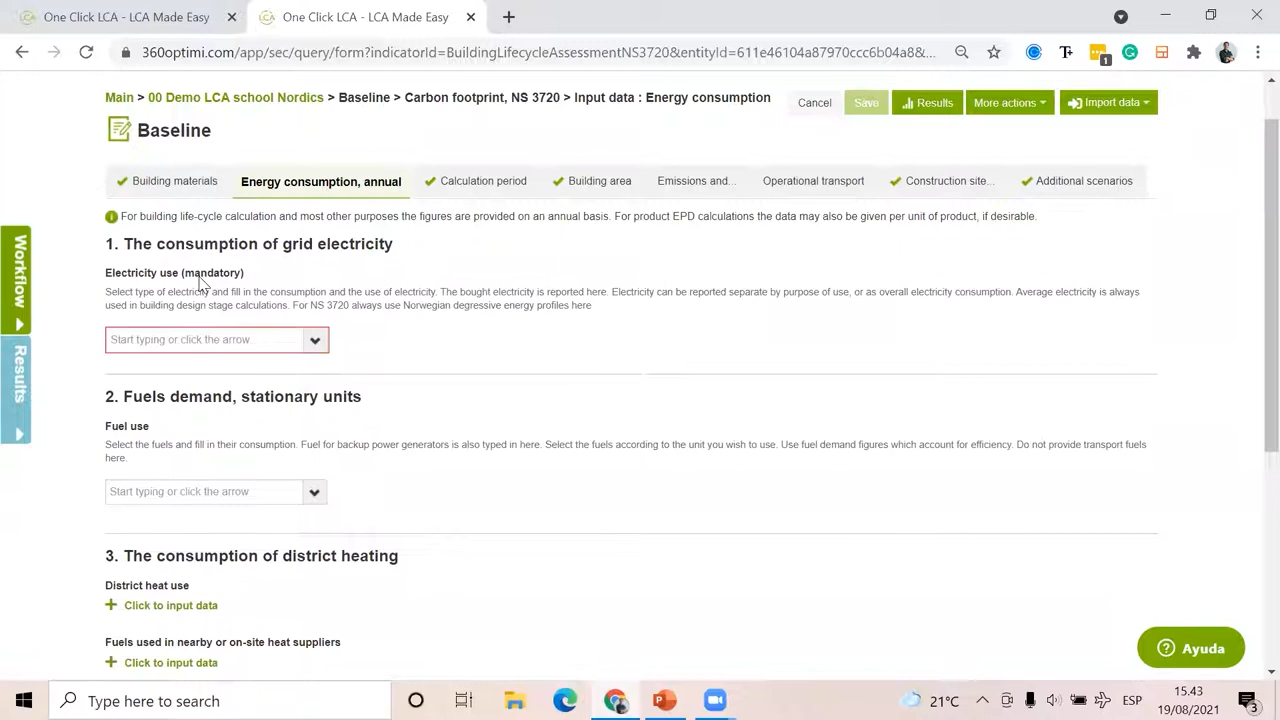 One Click LCA - LCA Made Easy
One Click LCA - LCA Made Easy
360optimi.com/app/sec/query/form?indicatorId=BuildingLifecycleAssessmentNS3720&entityId=611e46104a87970ccc6b04a8&...
1
Main > 00 Demo LCA school Nordics > Baseline > Carbon footprint, NS 3720 > Input data : Energy consumption
Cancel
Save
Results
More actions
Import data
Baseline
Building materials
Energy consumption, annual
Calculation period
Building area
Emissions and...
Operational transport
Construction site...
Additional scenarios
For building life-cycle calculation and most other purposes the figures are provided on an annual basis. For product EPD calculations the data may also be given per unit of product, if desirable.
Workflow
Results
1. The consumption of grid electricity
Electricity use (mandatory)
Select type of electricity and fill in the consumption and the use of electricity. The bought electricity is reported here. Electricity can be reported separate by purpose of use, or as overall electricity consumption. Average electricity is always
used in building design stage calculations. For NS 3720 always use Norwegian degressive energy profiles here
Start typing or click the arrow
2. Fuels demand, stationary units
Fuel use
Select the fuels and fill in their consumption. Fuel for backup power generators is also typed in here. Select the fuels according to the unit you wish to use. Use fuel demand figures which account for efficiency. Do not provide transport fuels
here.
Start typing or click the arrow
3. The consumption of district heating
District heat use
+ Click to input data
Fuels used in nearby or on-site heat suppliers
+ Click to input data
Ayuda
Type here to search
21°C
ESP
15.43
19/08/2021
3